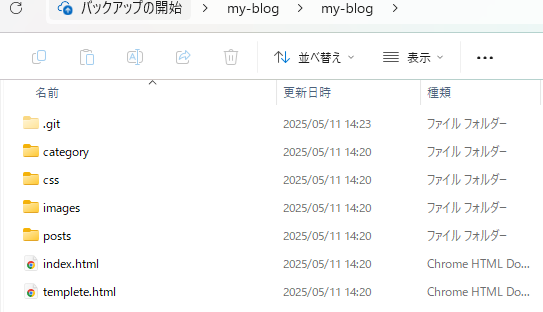 バックアップの開始 > my-blog > my-blog >
並べ替え 表示 ...
名前 更新日時 種類
.git 2025/05/11 14:23 ファイル フォルダー
category 2025/05/11 14:20 ファイル フォルダー
css 2025/05/11 14:20 ファイル フォルダー
images 2025/05/11 14:20 ファイル フォルダー
posts 2025/05/11 14:20 ファイル フォルダー
index.html 2025/05/11 14:20 Chrome HTML Do...
templete.html 2025/05/11 14:20 Chrome HTML Do...